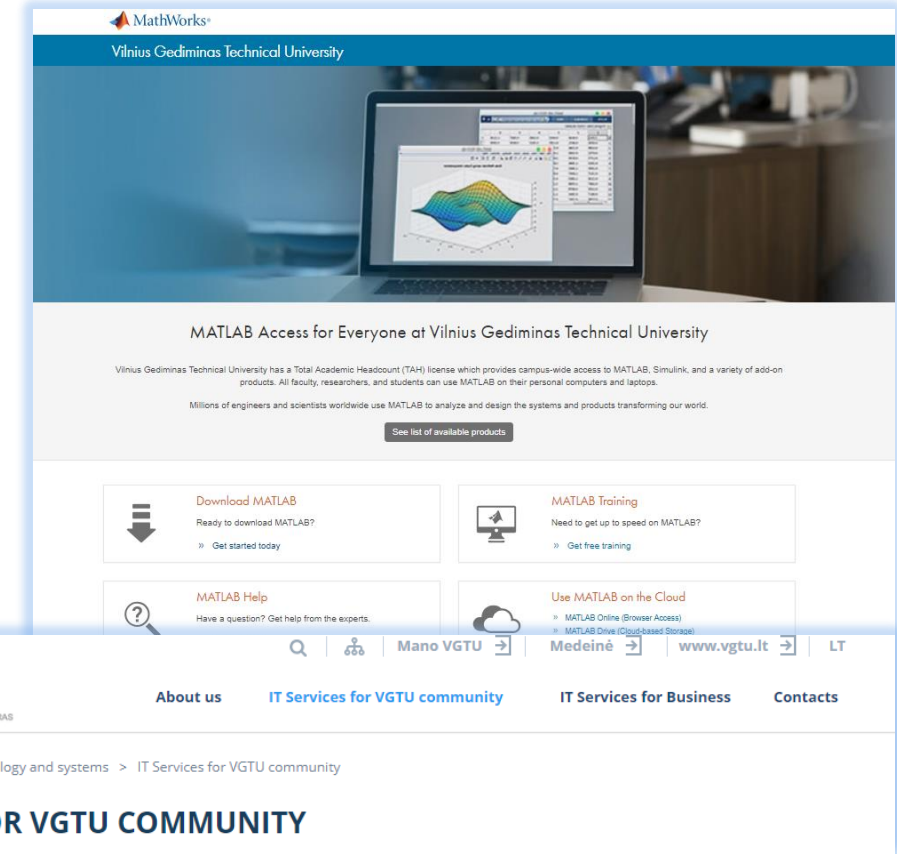 MathWorks®
Vilnius Gediminas Technical University
MATLAB Access for Everyone at Vilnius Gediminas Technical University
Vilnius Gediminas Technical University has a Total Academic Headcount (TAH) license which provides campus-wide access to MATLAB, Simulink, and a variety of add-on
products. All faculty, researchers, and students can use MATLAB on their personal computers and laptops.
Millions of engineers and scientists worldwide use MATLAB to analyze and design the systems and products transforming our world.
See list of available products
Download MATLAB
Ready to download MATLAB?
» Get started today
MATLAB Training
Need to get up to speed on MATLAB?
» Get free training
MATLAB Help
Have a question? Get help from the experts.
Use MATLAB on the Cloud
» MATLAB Online (Browser Access)
» MATLAB Drive (Cloud-based Storage)
Mano VGTU Medeinė www.vgtu.lt LT
About us IT Services for VGTU community IT Services for Business Contacts
RAS
logy and systems > IT Services for VGTU community
OR VGTU COMMUNITY